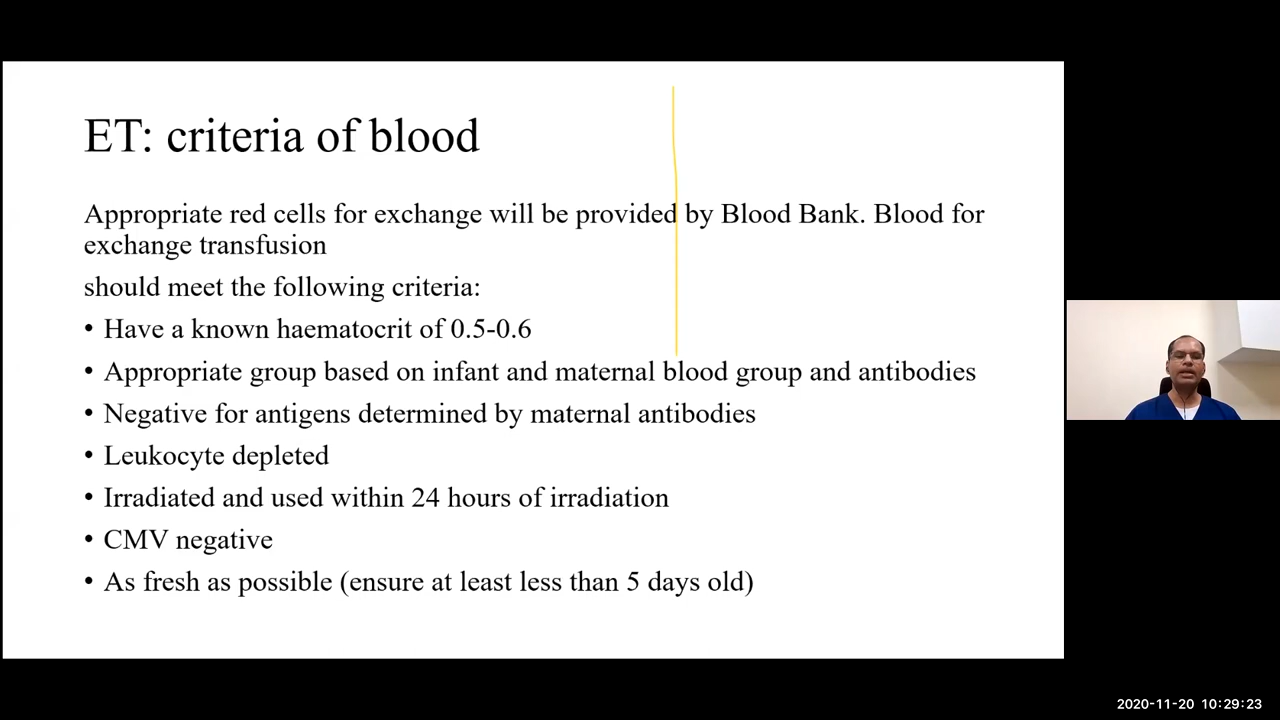 ET: criteria of blood
Appropriate red cells for exchange will be provided by Blood Bank. Blood for
exchange transfusion
should meet the following criteria:
• Have a known haematocrit of 0.5-0.6
• Appropriate group based on infant and maternal blood group and antibodies
• Negative for antigens determined by maternal antibodies
• Leukocyte depleted
• Irradiated and used within 24 hours of irradiation
• CMV negative
• As fresh as possible (ensure at least less than 5 days old)
2020-11-20 10:29:23